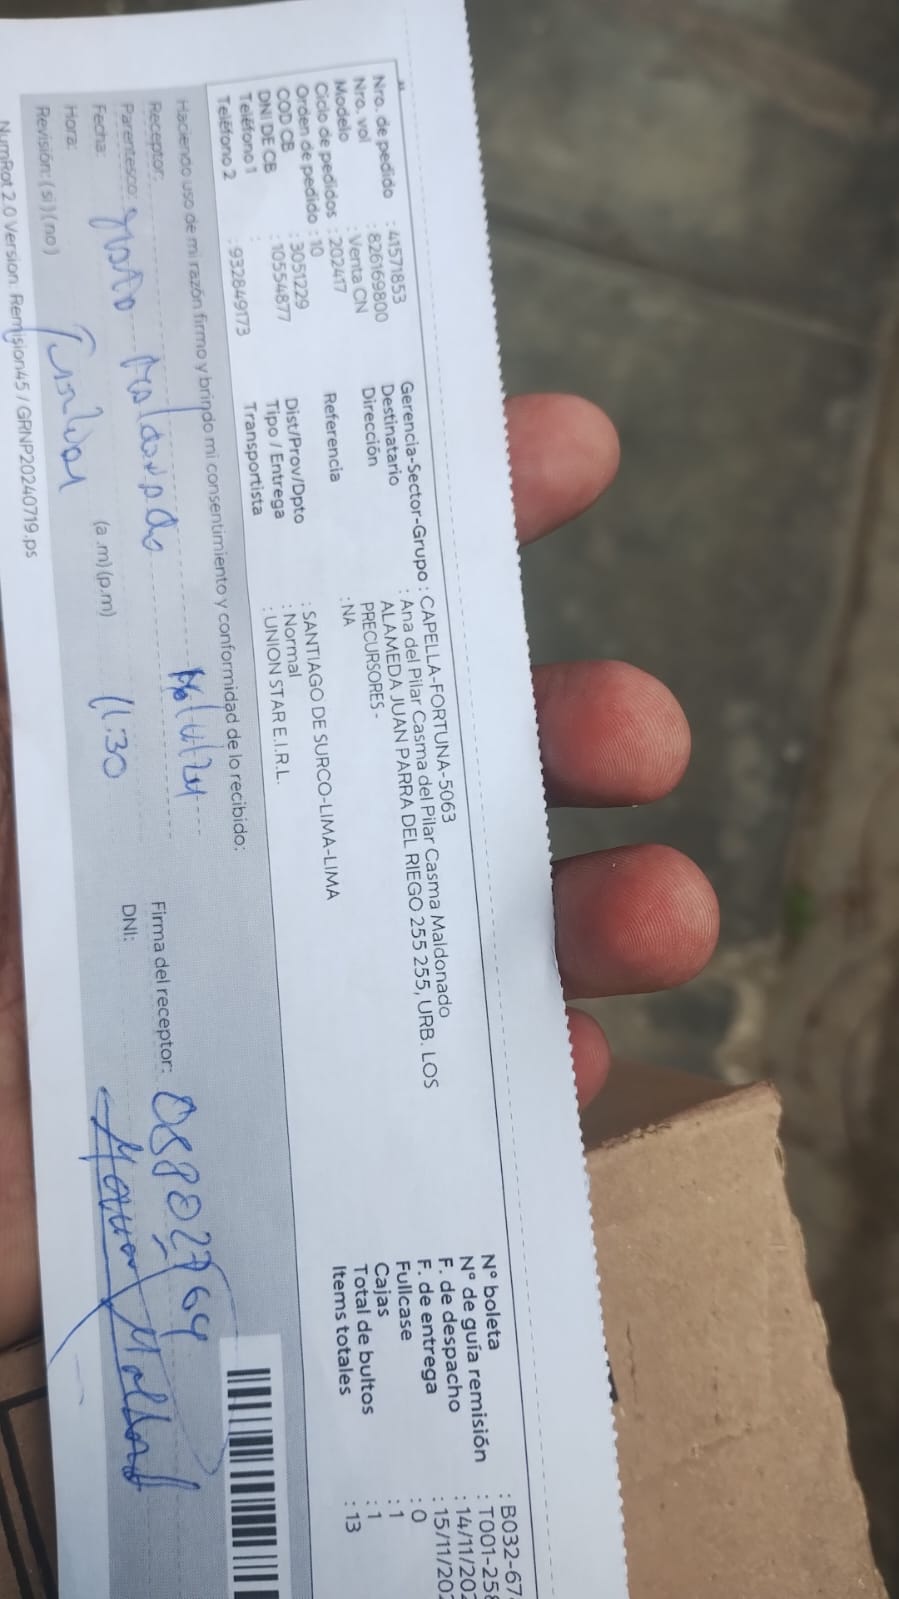 Nro. de pedido : 41571853
Nro. vol : 826169800
Modelo : Venta CN
Ciclo de pedidos : 202417
Orden de pedido : 10
COD CB : 3051229
DNI DE CB : 10554877
Teléfono 1 :
Teléfono 2 : 932849173
Gerencia-Sector-Grupo : CAPELLA-FORTUNA-5063
Destinatario : Ana del Pilar Casma del Pilar Casma Maldonado
Dirección ALAMEDA JUAN PARRA DEL RIEGO 255 255, URB. LOS
PRECURSORES -
Referencia : NA
Dist/Prov/Dpto : SANTIAGO DE SURCO-LIMA-LIMA
Tipo / Entrega : Normal
Transportista : UNION STAR E.I.R.L.
N° boleta : B032-67
N° de guía remisión : T001-258
F. de despacho : 14/11/202
F. de entrega : 15/11/202
Fullcase : 0
Cajas : 1
Total de bultos : 1
Items totales : 13
Haciendo uso de mi razón firmo y brindo mi consentimiento y conformidad de lo recibido:
Receptor: Firma del receptor:
Parentesco: Maldonado DNI:
Fecha: (a.m)(p.m) 11.30
Hora:
Revisión: (si) (no)
NumRot 2.0 Version: Remision45 / GRNP20240719.ps